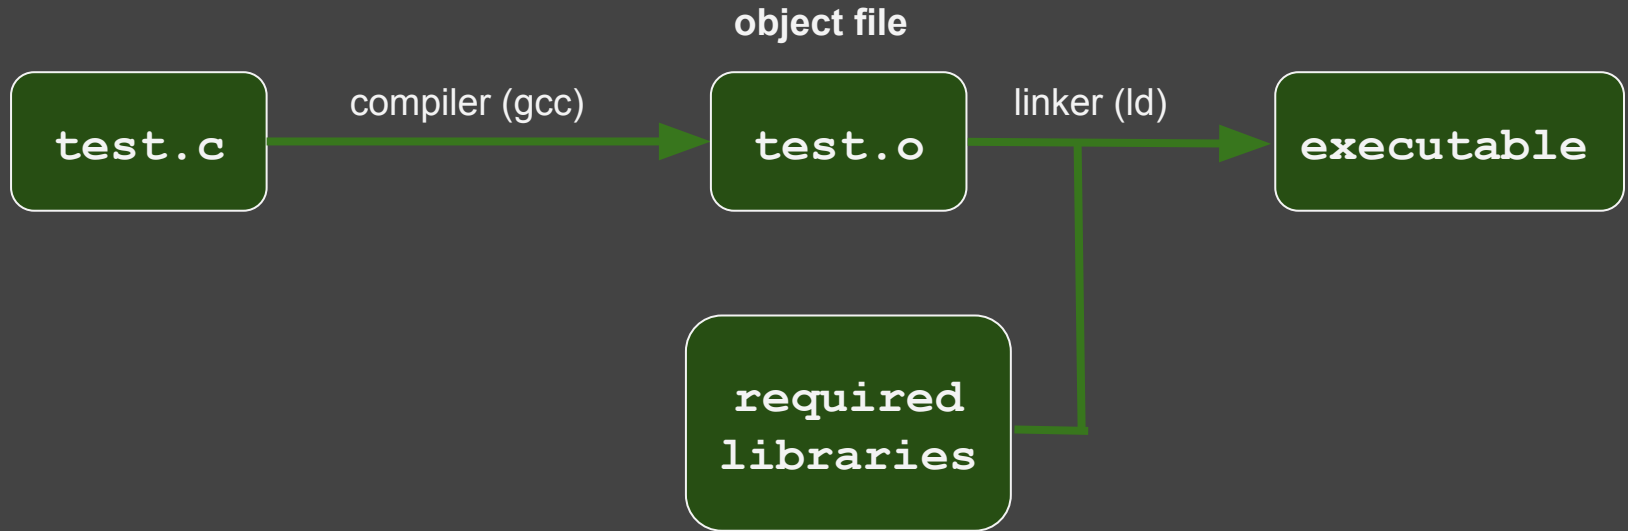 object file
test.c
compiler (gcc)
test.o
linker (ld)
executable
required
libraries